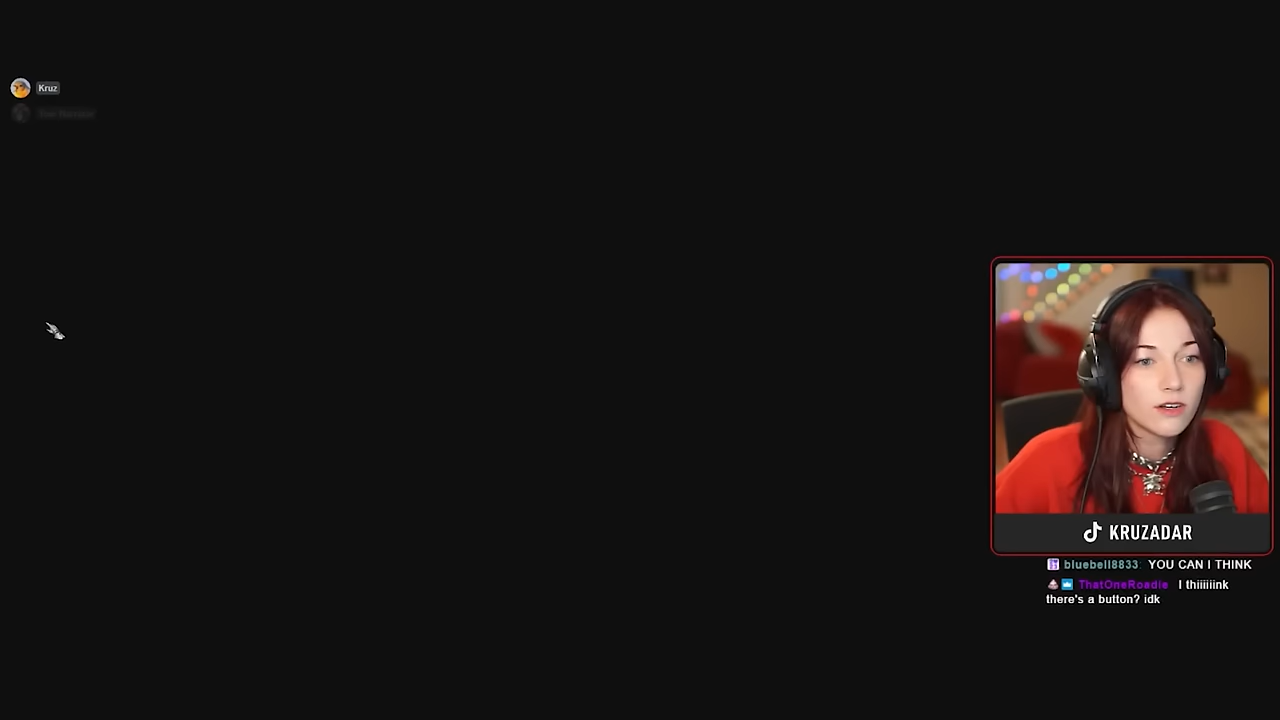 Kruz
KRUZADAR
bluebell8833: YOU CAN I THINK
ThatOneRoadie I thiiiiiink
there's a button? idk